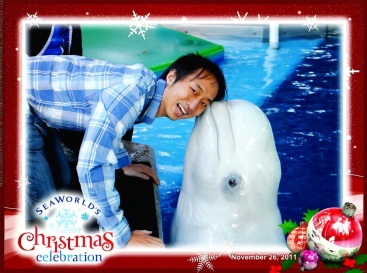 SEAWORLD'S
Christmas
celebration
November 26, 2011